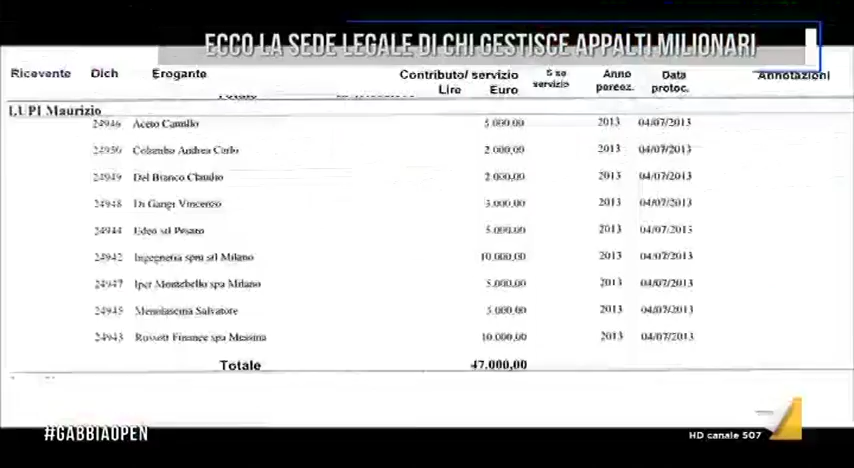 ECCO LA SEDE LEGALE DI CHI GESTISCE APPALTI MILIONARI
Ricevente Dich Erogante Contributo/ servizio S se Anno Data Annotazioni
Lire Euro servizio percez. protoc.
Totale
LUPI Maurizio
24946 Aceto Camillo 5.000,00 2013 04/07/2013
24950 Colombo Andrea Carlo 2.000,00 2013 04/07/2013
24949 Del Bianco Claudio 2.000,00 2013 04/07/2013
24948 Di Gangi Vincenzo 3.000,00 2013 04/07/2013
24944 Edeo srl Pesaro 5.000,00 2013 04/07/2013
24942 Ingegneria spm srl Milano 10.000,00 2013 04/07/2013
24947 Iper Montebello spa Milano 5.000,00 2013 04/07/2013
24945 Menolascina Salvatore 5.000,00 2013 04/07/2013
24943 Finance spa Messina 10.000,00 2013 04/07/2013
Totale 47.000,00
#GABBIAOPEN
HD canale 507